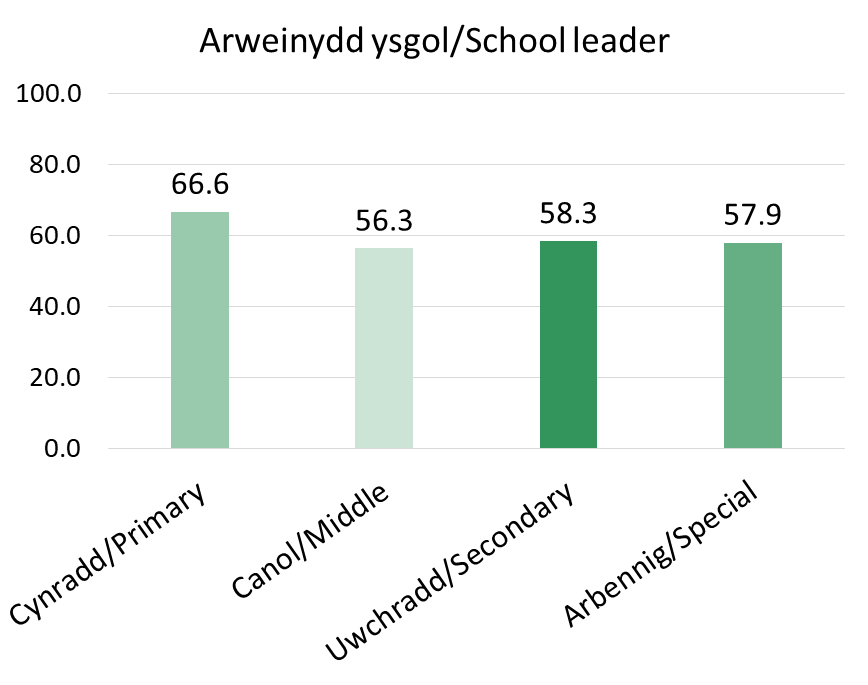 Arweinydd ysgol/School leader
100.0
80.0
60.0
40.0
20.0
0.0
66.6
56.3
58.3
57.9
Cynradd/Primary
Canol/Middle
Uwchradd/Secondary
Arbennig/Special